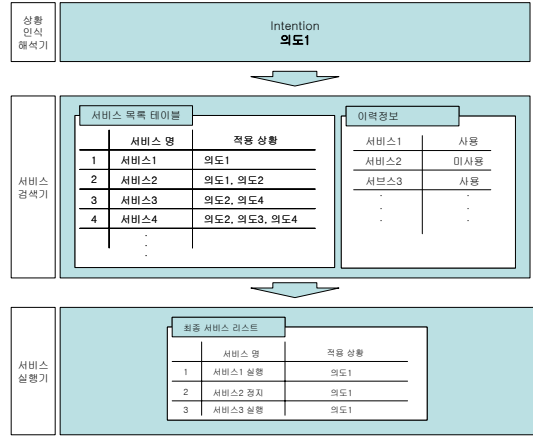 상황
인식
해석기
Intention
의도1
서비스
검색기
서비스 목록 테이블
서비스 명 적용 상황
1 서비스1 의도1
2 서비스2 의도1, 의도2
3 서비스3 의도2, 의도4
4 서비스4 의도2, 의도3, 의도4
이력정보
서비스1 사용
서비스2 미사용
서브스3 사용
서비스
실행기
최종 서비스 리스트
서비스 명 적용 상황
1 서비스1 실행 의도1
2 서비스2 정지 의도1
3 서비스3 실행 의도1